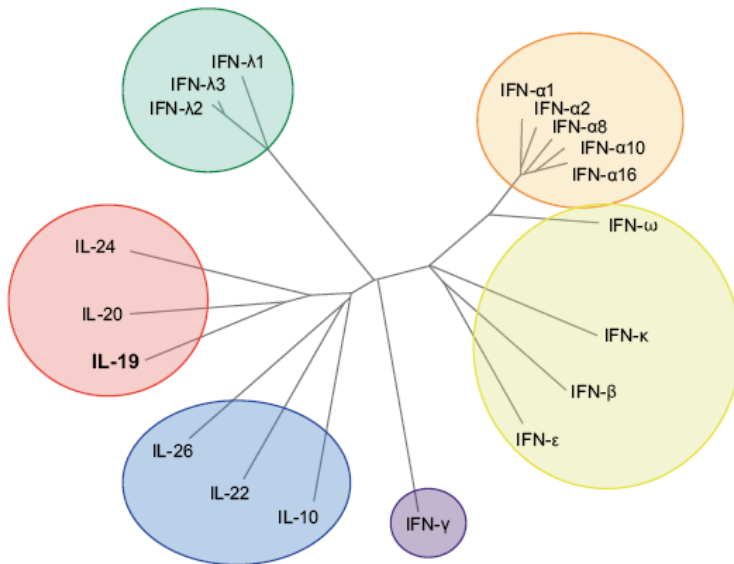 IFN-λ1
IFN-λ3
IFN-λ2
IFN-α1
IFN-α2
IFN-α8
IFN-α10
IFN-α16
IFN-ω
IL-24
IL-20
IL-19
IFN-κ
IFN-β
IFN-ε
IL-26
IL-22
IL-10
IFN-γ